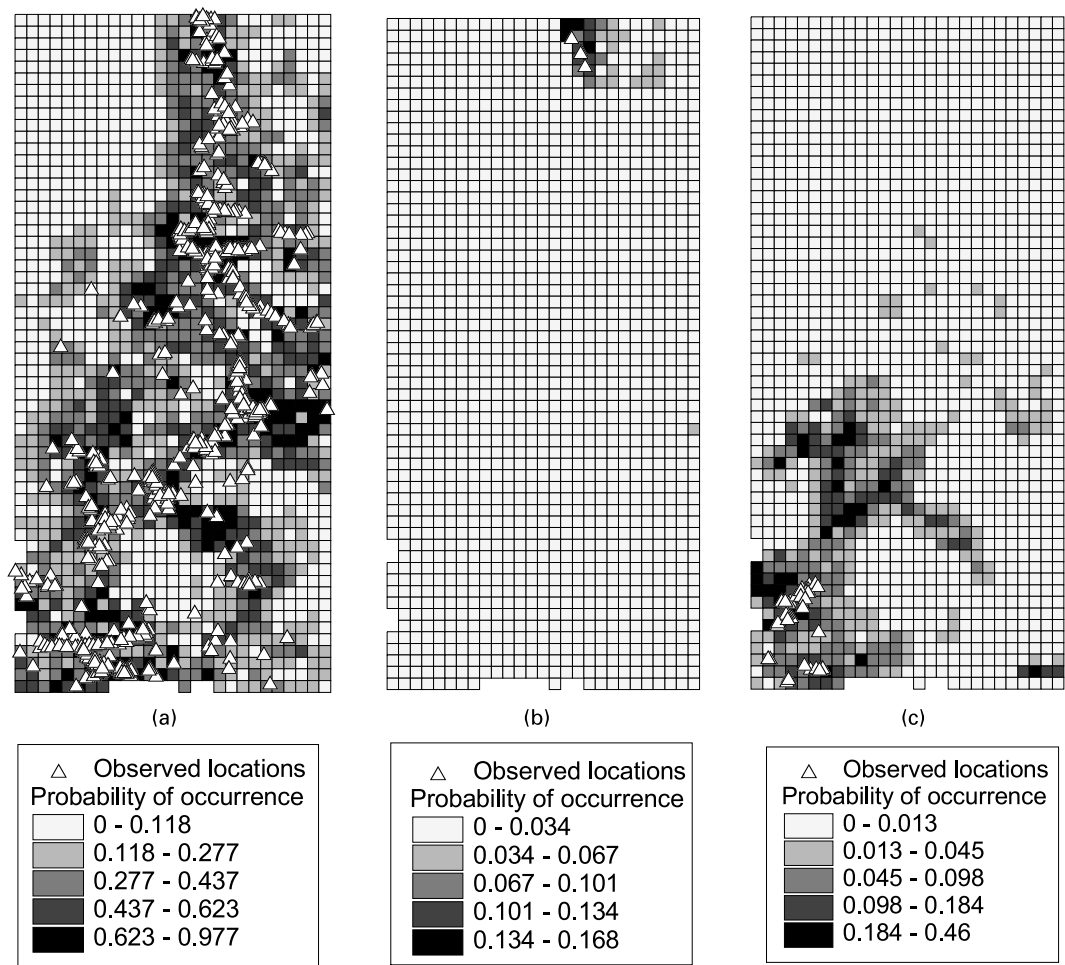 (a)
(b)
(c)
Observed locations
Probability of occurrence
0 - 0.118
0.118 - 0.277
0.277 - 0.437
0.437 - 0.623
0.623 - 0.977
Observed locations
Probability of occurrence
0 - 0.034
0.034 - 0.067
0.067 - 0.101
0.101 - 0.134
0.134 - 0.168
Observed locations
Probability of occurrence
0 - 0.013
0.013 - 0.045
0.045 - 0.098
0.098 - 0.184
0.184 - 0.46